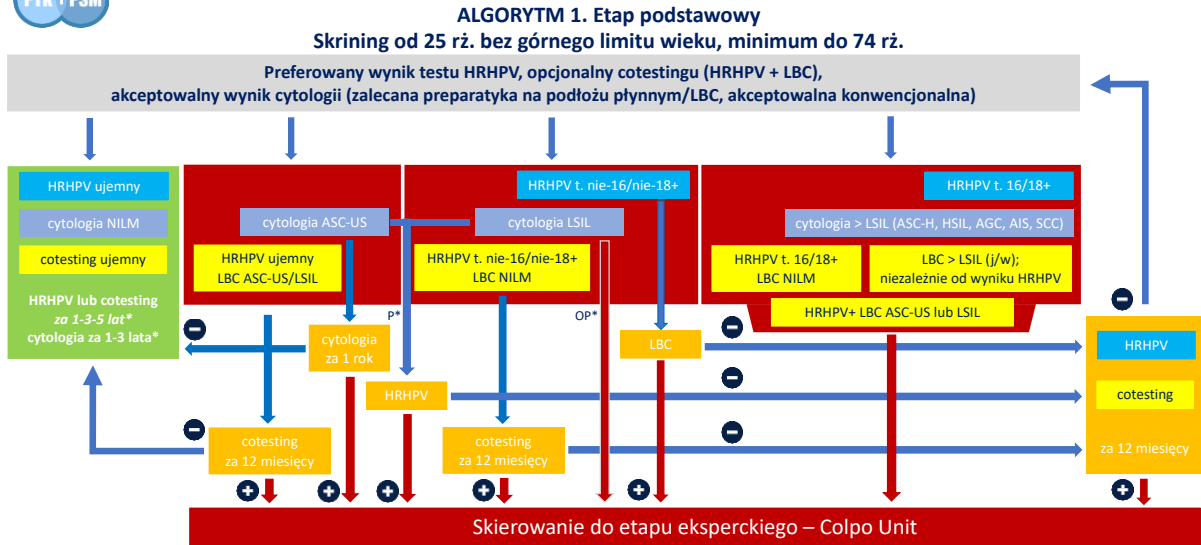 PTK + PSM
ALGORYTM 1. Etap podstawowy
Skrining od 25 rż. bez górnego limitu wieku, minimum do 74 rż.
Preferowany wynik testu HRHPV, opcjonalny cotestingu (HRHPV + LBC),
akceptowalny wynik cytologii (zalecana preparatyka na podłożu płynnym/LBC, akceptowalna konwencjonalna)
HRHPV ujemny
cytologia NILM
cotesting ujemny
HRHPV lub cotesting
za 1-3-5 lat*
cytologia za 1-3 lata*
cytologia ASC-US
HRHPV ujemny
LBC ASC-US/LSIL
HRHPV t. nie-16/nie-18+
cytologia LSIL
HRHPV t. nie-16/nie-18+
LBC NILM
HRHPV t. 16/18+
cytologia > LSIL (ASC-H, HSIL, AGC, AIS, SCC)
HRHPV t. 16/18+
LBC NILM
LBC > LSIL (j/w);
niezależnie od wyniku HRHPV
HRHPV+ LBC ASC-US lub LSIL
P*
OP*
cytologia
za 1 rok
LBC
HRHPV
cotesting
za 12 miesięcy
cotesting
za 12 miesięcy
HRHPV
cotesting
za 12 miesięcy
Skierowanie do etapu eksperckiego – Colpo Unit